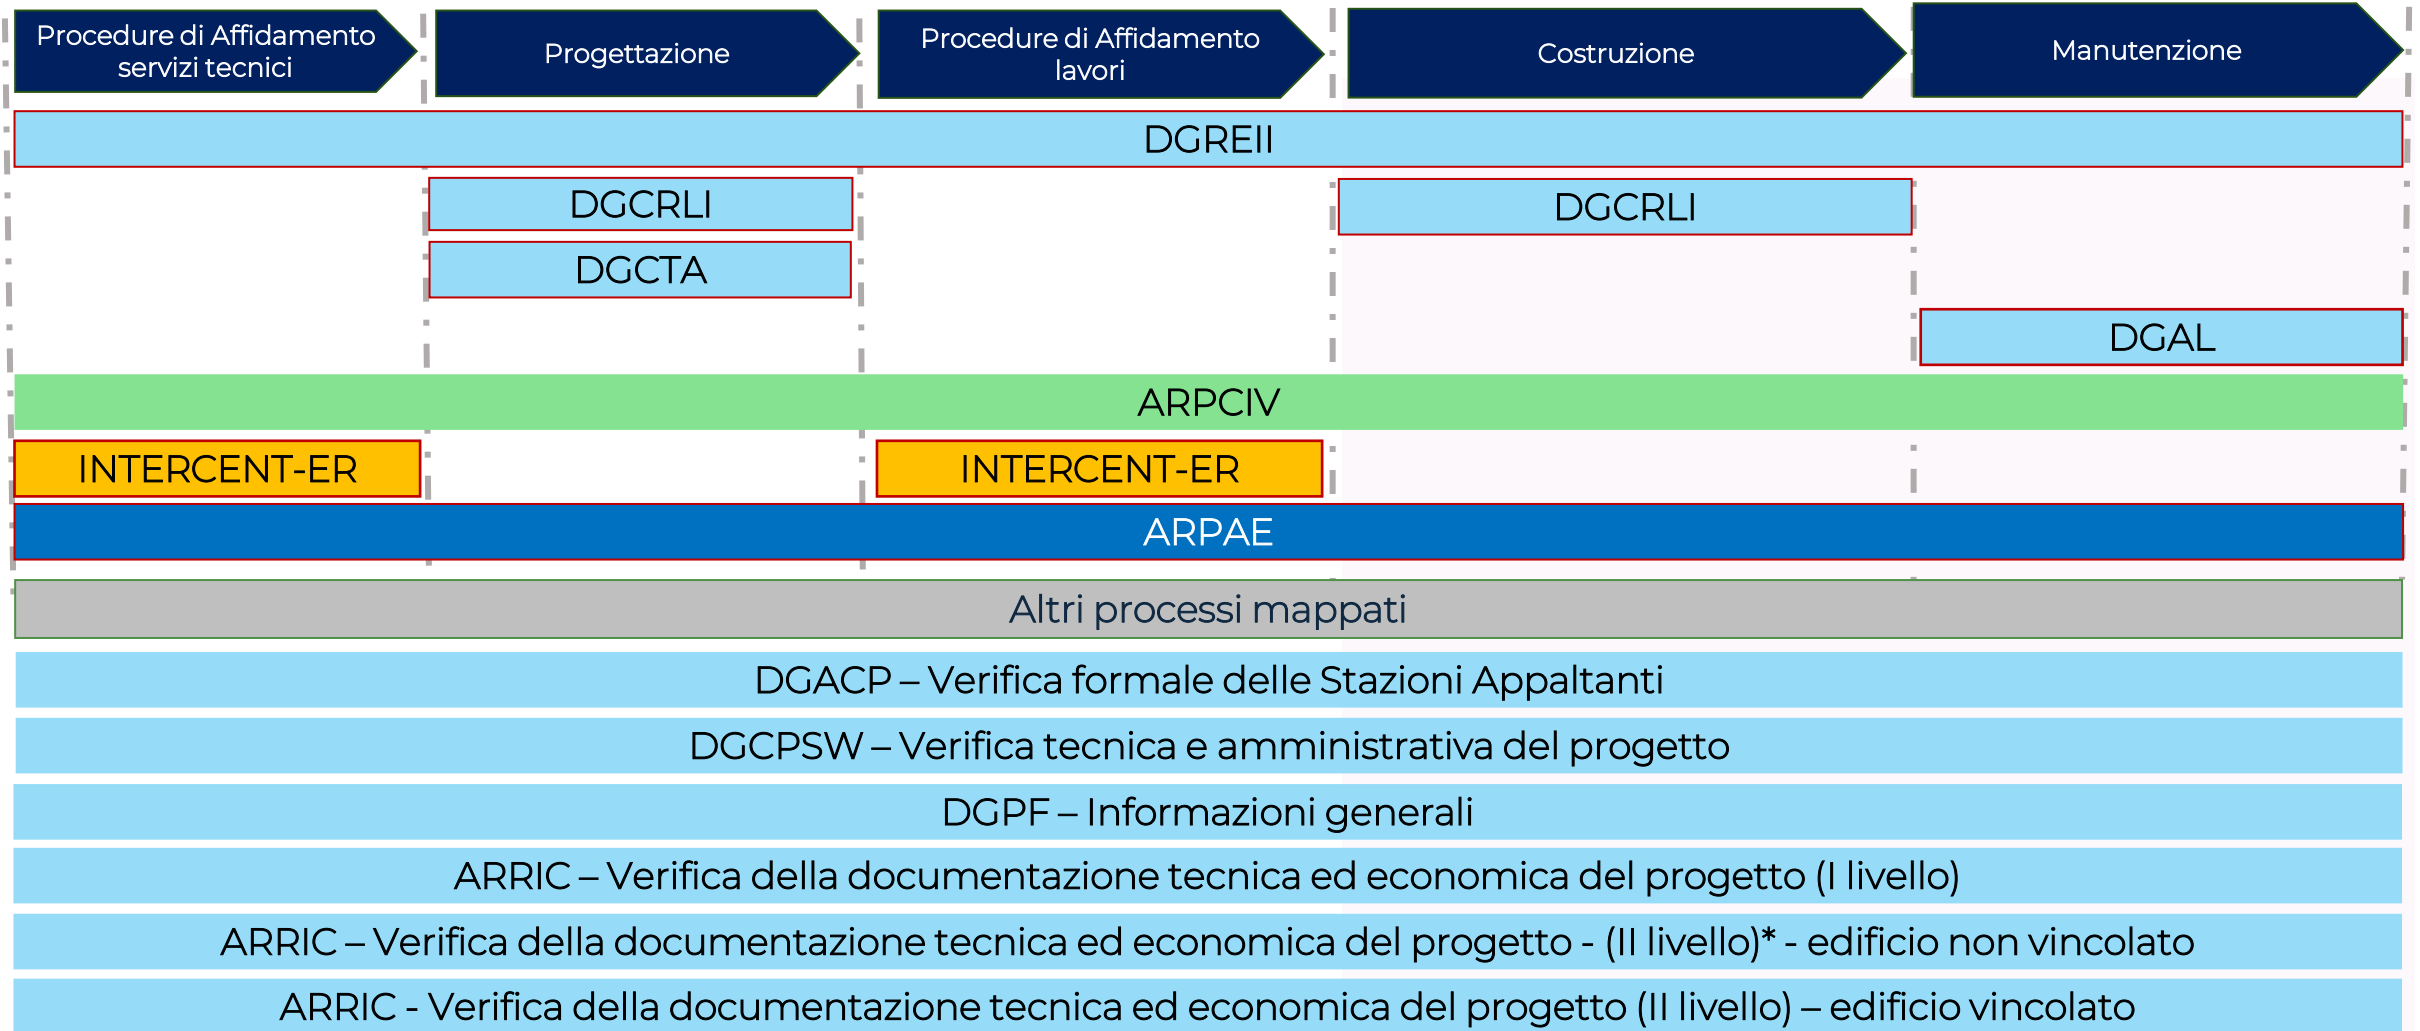 Procedure di Affidamento
servizi tecnici
Progettazione
Procedure di Affidamento
lavori
Costruzione
Manutenzione
DGREII
DGCRLI
DGCRLI
DGCTA
DGAL
ARPCIV
INTERCENT-ER
INTERCENT-ER
ARPAE
Altri processi mappati
DGACP – Verifica formale delle Stazioni Appaltanti
DGCPSW – Verifica tecnica e amministrativa del progetto
DGPF – Informazioni generali
ARRIC – Verifica della documentazione tecnica ed economica del progetto (I livello)
ARRIC – Verifica della documentazione tecnica ed economica del progetto - (II livello)* - edificio non vincolato
ARRIC - Verifica della documentazione tecnica ed economica del progetto (II livello) – edificio vincolato